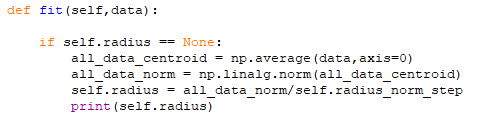 def fit(self,data):
    if self.radius == None:
        all_data_centroid = np.average(data,axis=0)
        all_data_norm = np.linalg.norm(all_data_centroid)
        self.radius = all_data_norm/self.radius_norm_step
        print(self.radius)